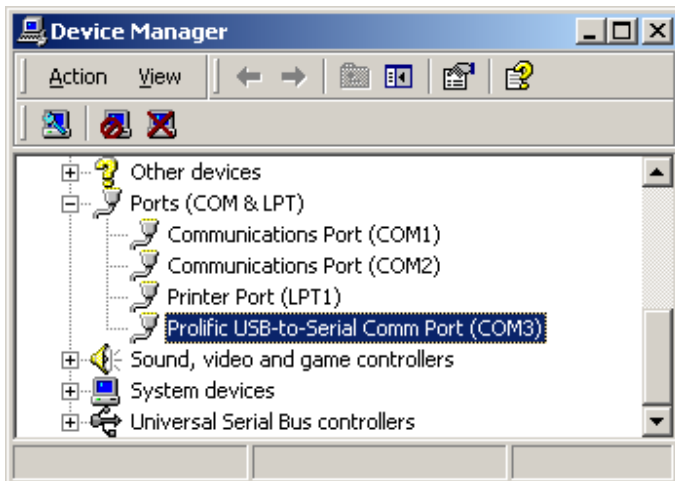 Device Manager
Action View
Other devices
Ports (COM & LPT)
Communications Port (COM1)
Communications Port (COM2)
Printer Port (LPT1)
Prolific USB-to-Serial Comm Port (COM3)
Sound, video and game controllers
System devices
Universal Serial Bus controllers